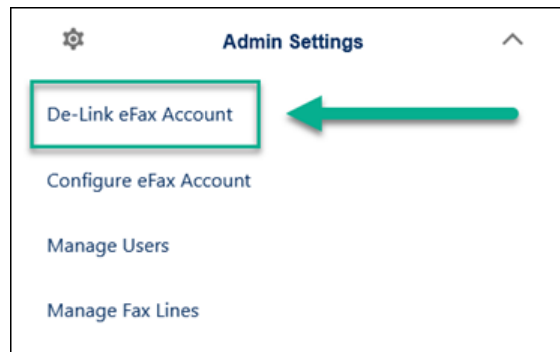 Admin Settings
De-Link eFax Account
Configure eFax Account
Manage Users
Manage Fax Lines